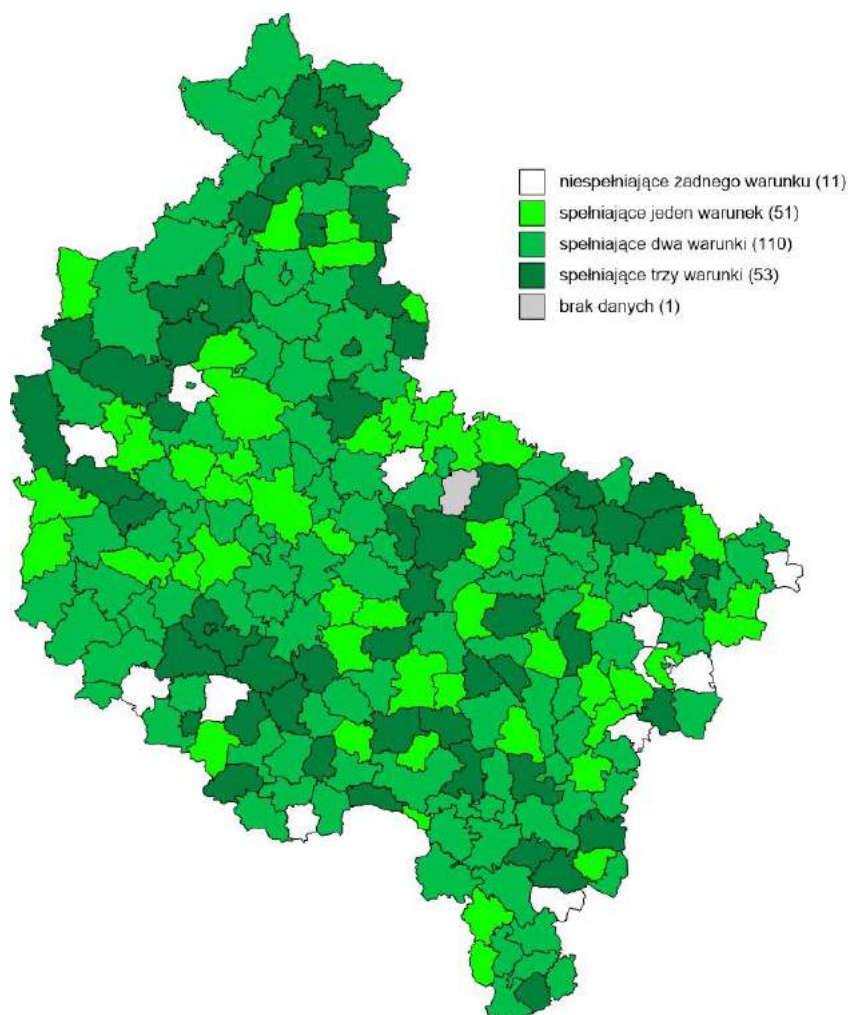 niespełniające żadnego warunku (11)
spełniające jeden warunek (51)
spełniające dwa warunki (110)
spełniające trzy warunki (53)
brak danych (1)